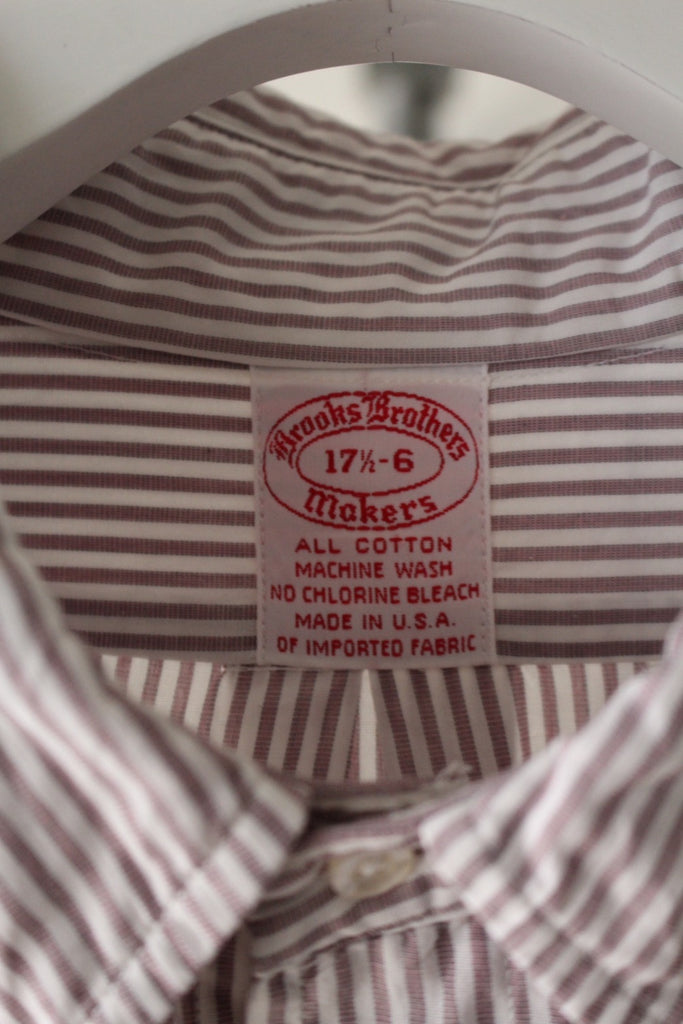 Brooks Brothers
17½-6
Makers
ALL COTTON
MACHINE WASH
NO CHLORINE BLEACH
MADE IN U.S.A.
OF IMPORTED FABRIC